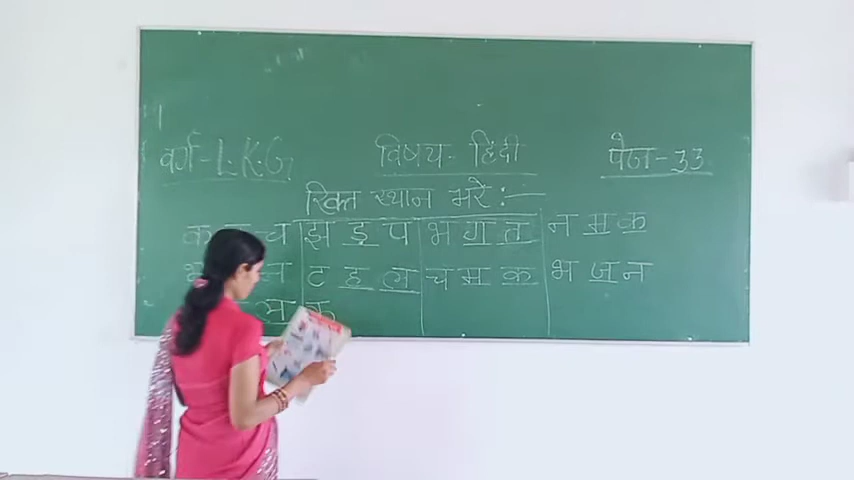 वर्ग - L.K.G विषय - हिंदी पेज - 33
रिक्त स्थान भरें :-
झ ड़ प भ ग त न म क
ट ह ल च म क भ ज न